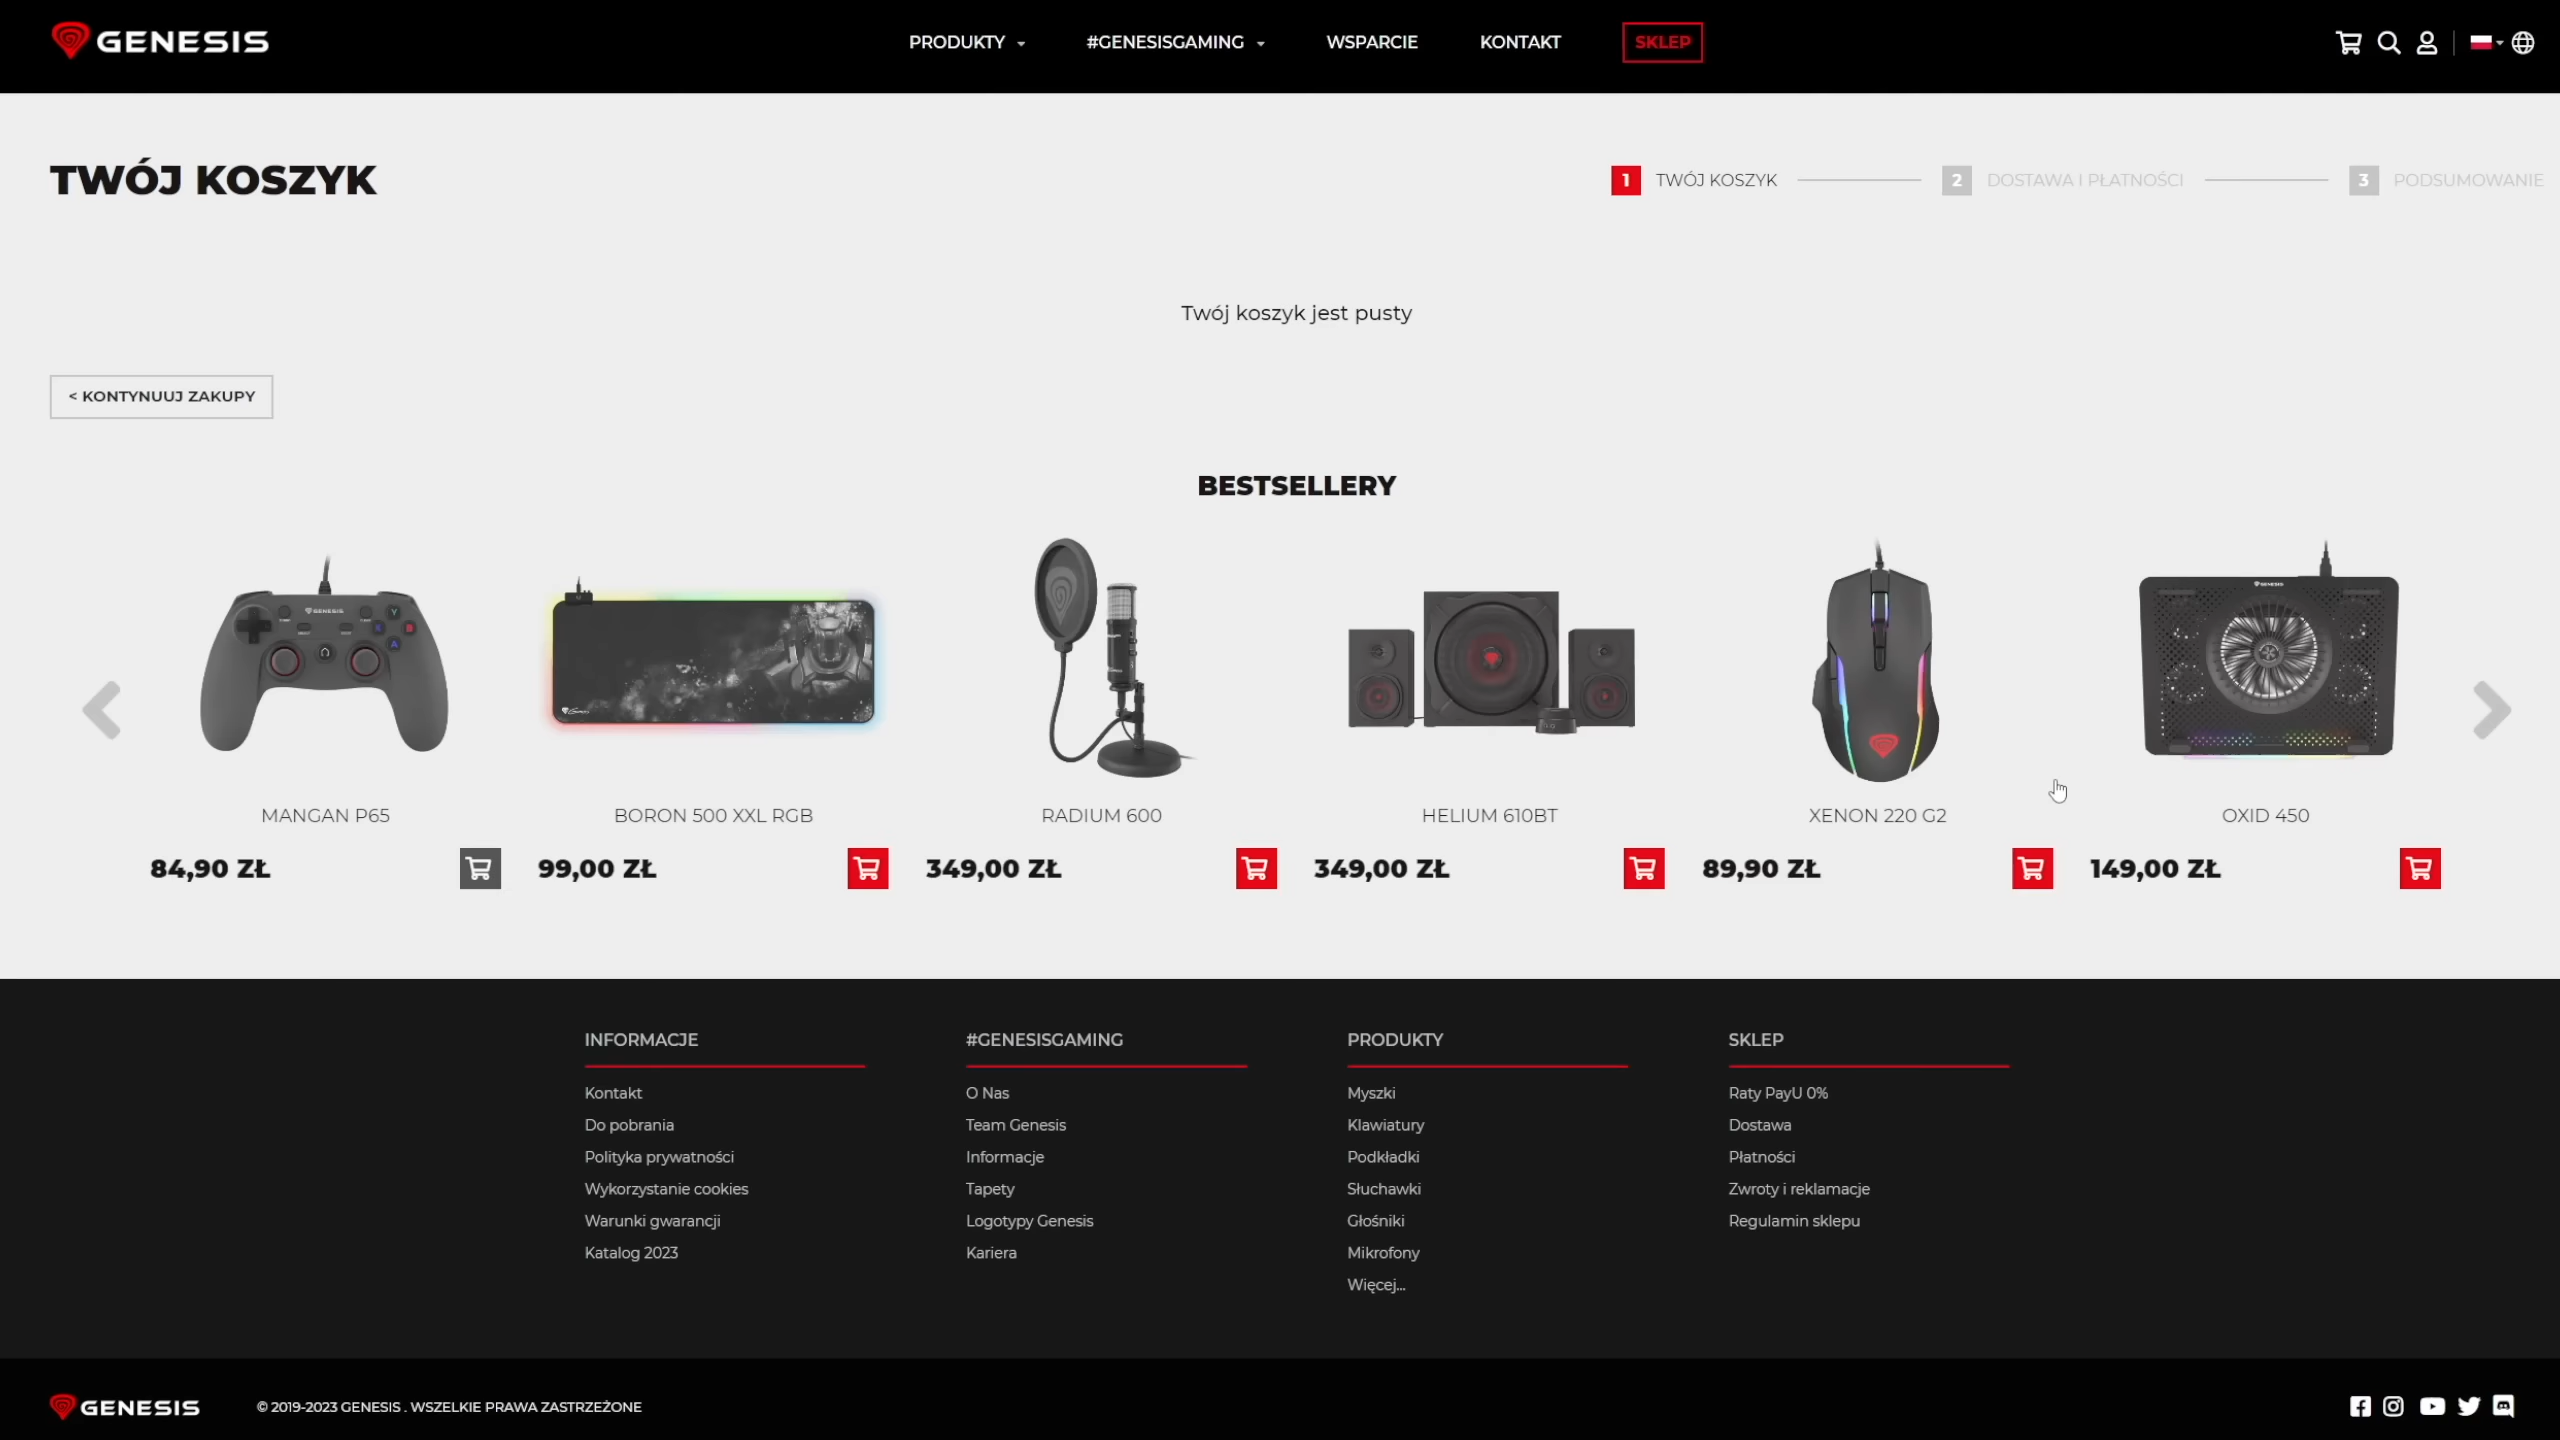 GENESIS
PRODUKTY
#GENESISGAMING
WSPARCIE
KONTAKT
SKLEP
TWÓJ KOSZYK
1 TWÓJ KOSZYK
2 DOSTAWA I PŁATNOŚCI
3 PODSUMOWANIE
Twój koszyk jest pusty
< KONTYNUUJ ZAKUPY
BESTSELLERY
MANGAN P65
84,90 ZŁ
BORON 500 XXL RGB
99,00 ZŁ
RADIUM 600
349,00 ZŁ
HELIUM 610BT
349,00 ZŁ
XENON 220 G2
89,90 ZŁ
OXID 450
149,00 ZŁ
INFORMACJE
Kontakt
Do pobrania
Polityka prywatności
Wykorzystanie cookies
Warunki gwarancji
Katalog 2023
#GENESISGAMING
O Nas
Team Genesis
Informacje
Tapety
Logotypy Genesis
Kariera
PRODUKTY
Myszki
Klawiatury
Podkładki
Słuchawki
Głośniki
Mikrofony
Więcej...
SKLEP
Raty PayU 0%
Dostawa
Płatności
Zwroty i reklamacje
Regulamin sklepu
GENESIS
© 2019-2023 GENESIS . WSZELKIE PRAWA ZASTRZEŻONE